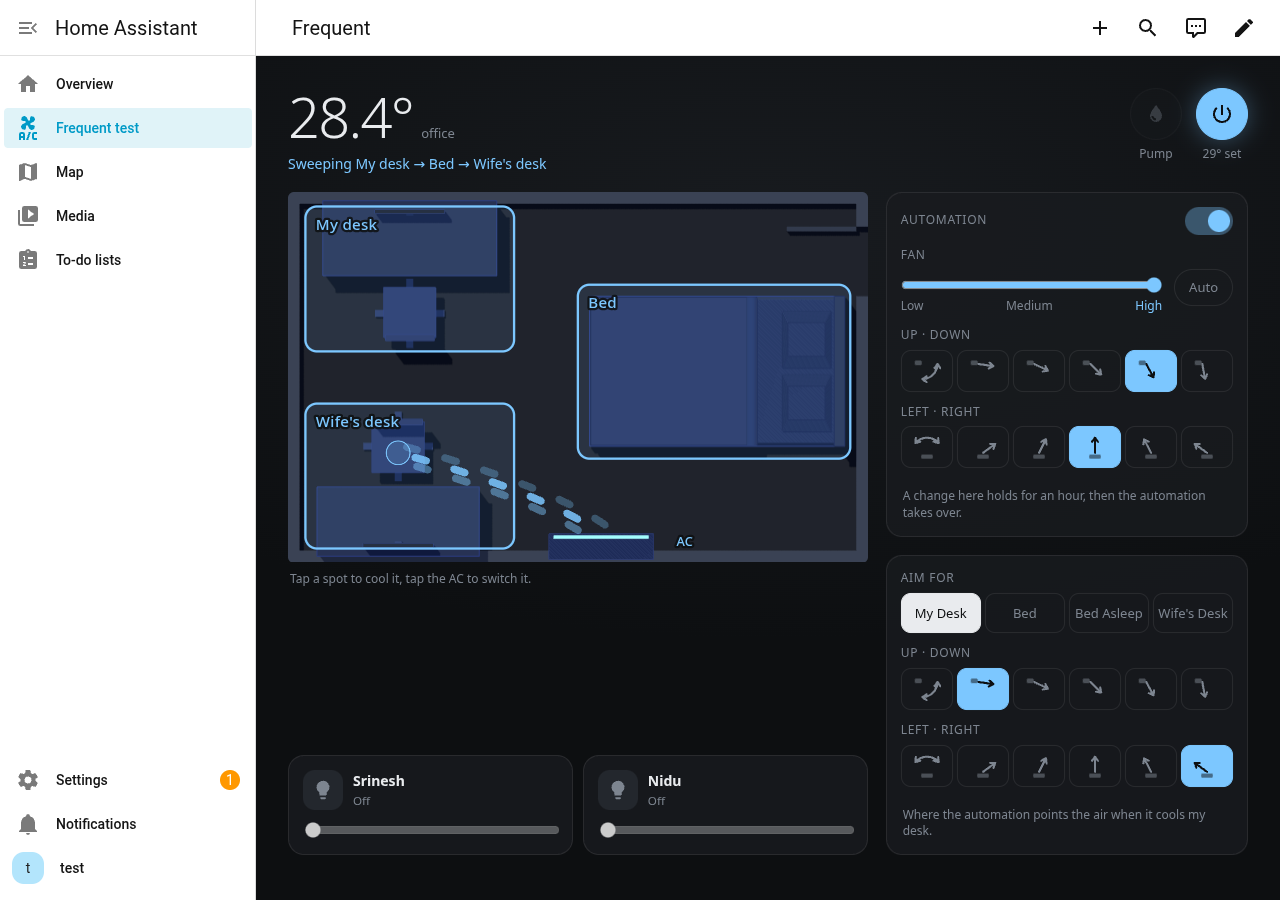 Home Assistant
Frequent
Overview
Frequent test
A/C
Map
Media
To-do lists
Settings
1
Notifications
t
test
28.4° office
Sweeping My desk → Bed → Wife's desk
Pump
29° set
My desk
Bed
Wife's desk
AC
Tap a spot to cool it, tap the AC to switch it.
AUTOMATION
FAN
Auto
Low Medium High
UP · DOWN
LEFT · RIGHT
A change here holds for an hour, then the automation
takes over.
AIM FOR
My Desk Bed Bed Asleep Wife's Desk
UP · DOWN
LEFT · RIGHT
Where the automation points the air when it cools my
desk.
Srinesh
Off
Nidu
Off